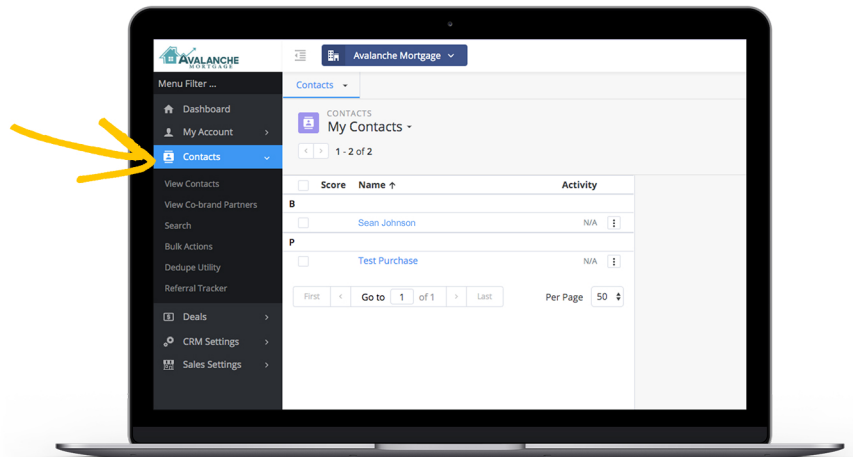 AVALANCHE
MORTGAGE
Avalanche Mortgage
Menu Filter ...
Dashboard
My Account
Contacts
View Contacts
View Co-brand Partners
Search
Bulk Actions
Dedupe Utility
Referral Tracker
Deals
CRM Settings
Sales Settings
Contacts
CONTACTS
My Contacts
1 - 2 of 2
Score Name ↑ Activity
B
Sean Johnson N/A
P
Test Purchase N/A
First < Go to 1 of 1 > Last Per Page 50